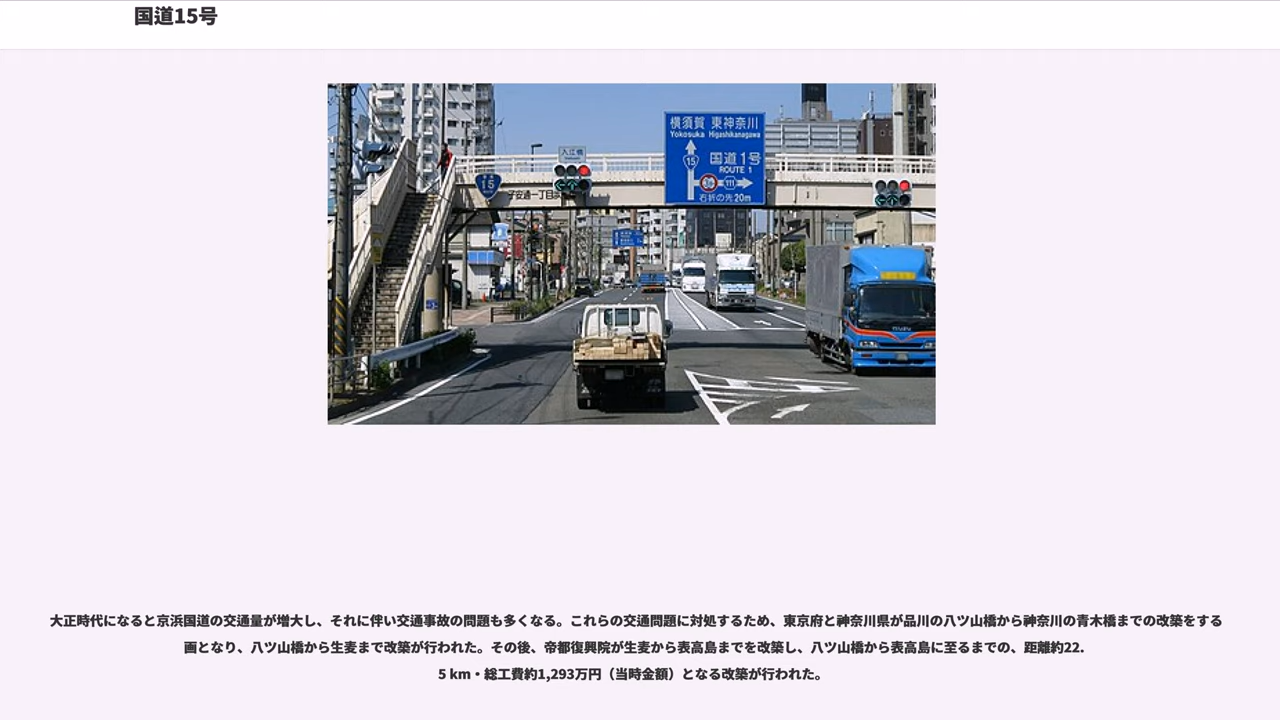 国道15号
横須賀 東神奈川
Yokosuka Higashikanagawa
入江橋
15
国道1号
ROUTE 1
15
111
子安通一丁目
右折の先20m
大正時代になると京浜国道の交通量が増大し、それに伴い交通事故の問題も多くなる。これらの交通問題に対処するため、東京府と神奈川県が品川の八ツ山橋から神奈川の青木橋までの改築をする
画となり、八ツ山橋から生麦まで改築が行われた。その後、帝都復興院が生麦から表高島までを改築し、八ツ山橋から表高島に至るまでの、距離約22.
5 km・総工費約1,293万円（当時金額）となる改築が行われた。